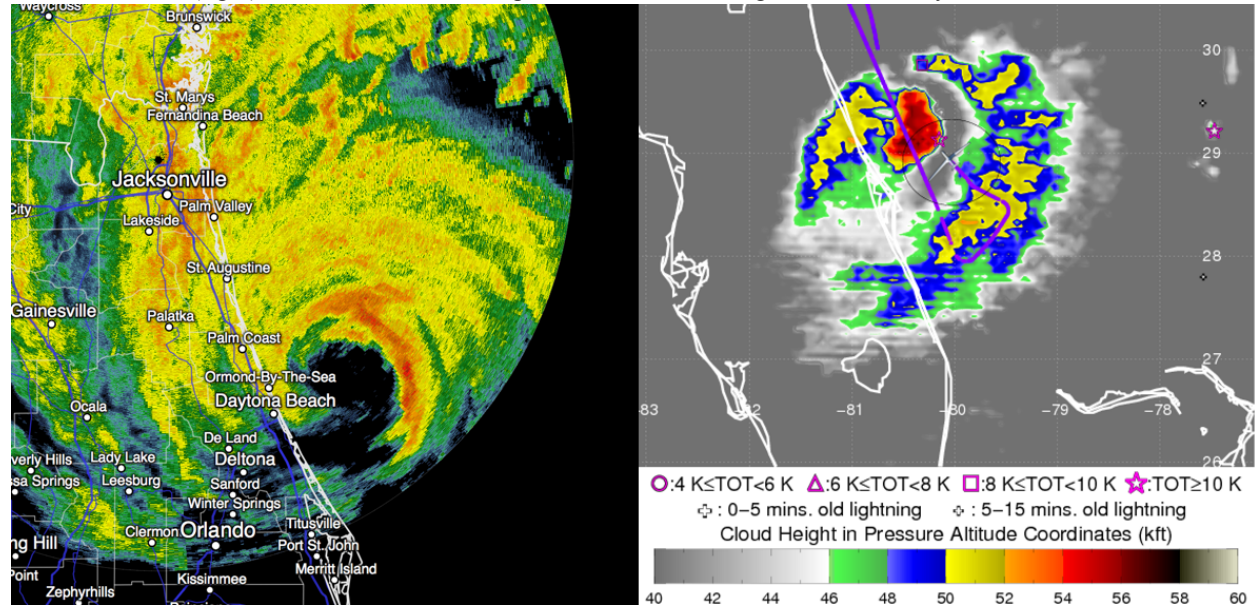 Waycross
Brunswick
St. Marys
Fernandina Beach
Jacksonville
City
Palm Valley
Lakeside
St. Augustine
Gainesville
Palatka
Palm Coast
Ormond-By-The-Sea
Daytona Beach
Ocala
De Land
verly Hills
Lady Lake
Deltona
ssa Springs
Leesburg
Sanford
Winter Springs
Titusville
Clermon
Orlando
ng Hill
Port St. John
Point
Kissimmee
Merritt Island
Zephyrhills
30
29
28
27
-83
-81
-80
-79
-78
26
:4 K≤TOT<6 K :6 K≤TOT<8 K :8 K≤TOT<10 K :TOT≥10 K
: 0-5 mins. old lightning : 5-15 mins. old lightning
Cloud Height in Pressure Altitude Coordinates (kft)
40 42 44 46 48 50 52 54 56 58 60